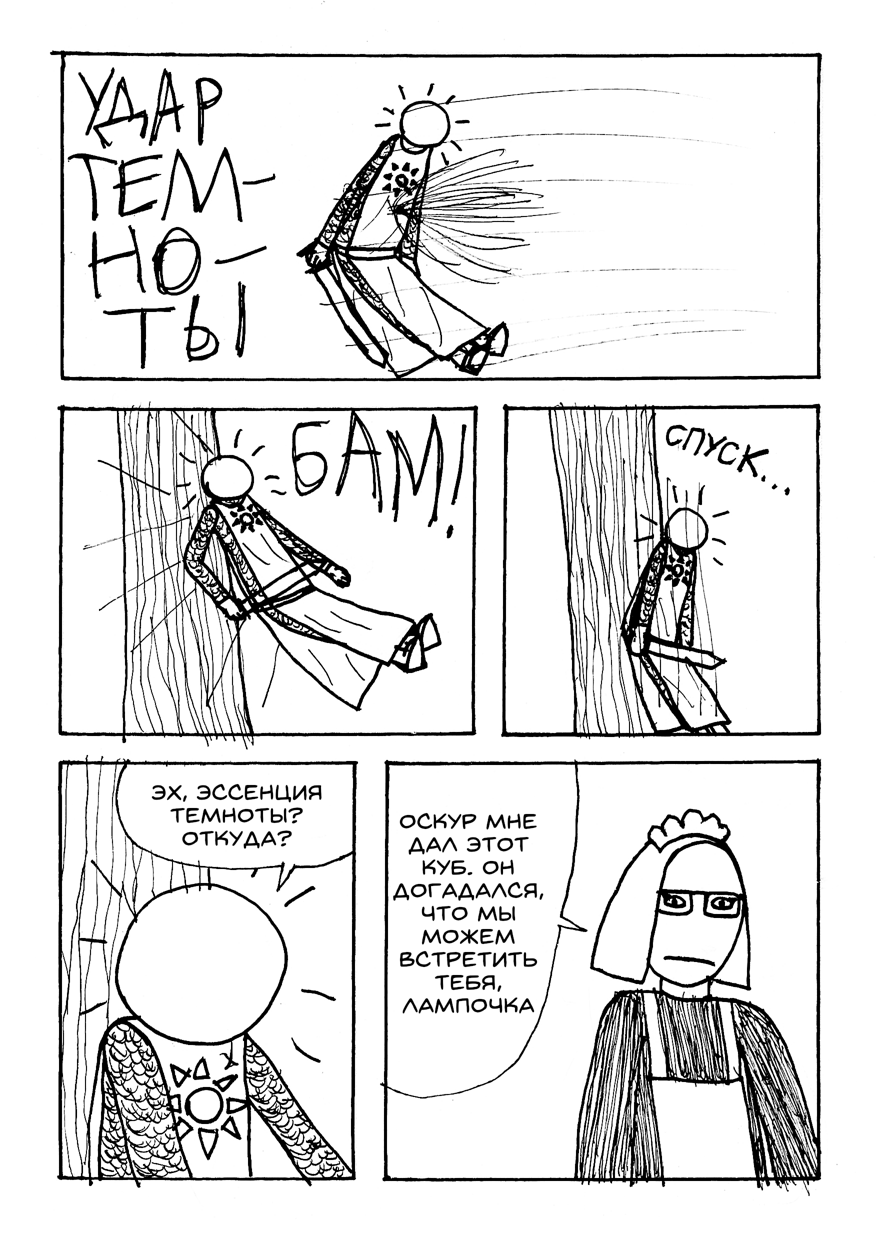 УДАР
ТЕМ-
НО-
ТЫ
БАМ!
СПУСК...
ЭХ, ЭССЕНЦИЯ
ТЕМНОТЫ?
ОТКУДА?
ОСКУР МНЕ
ДАЛ ЭТОТ
КУБ. ОН
ДОГАДАЛСЯ,
ЧТО МЫ
МОЖЕМ
ВСТРЕТИТЬ
ТЕБЯ,
ЛАМПОЧКА